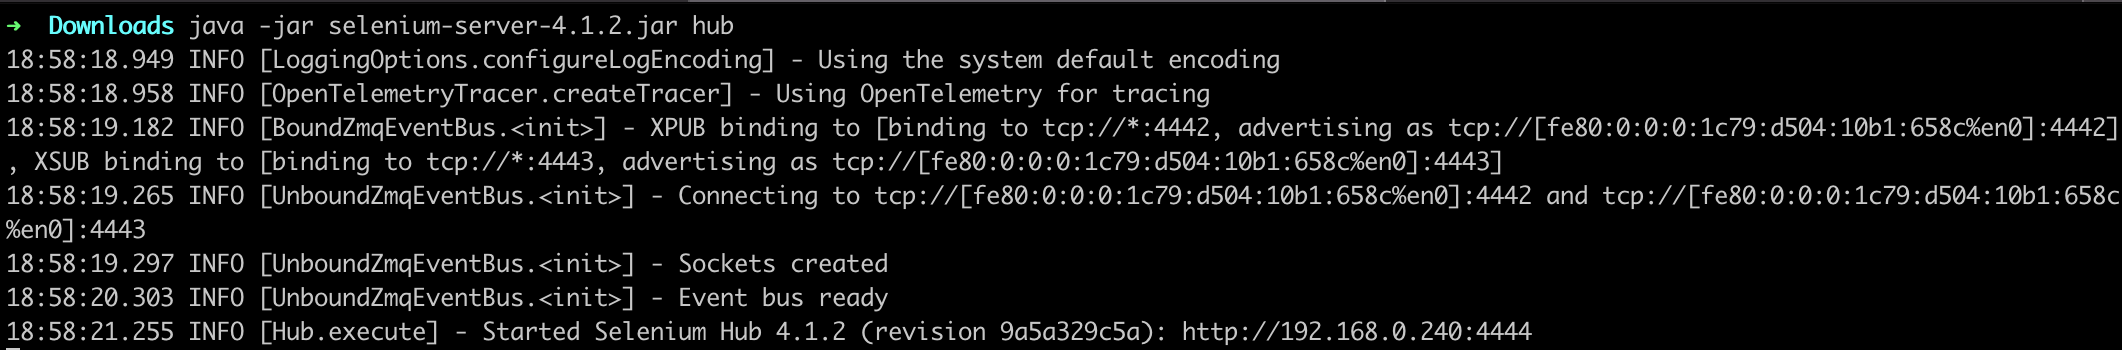 ➜  Downloads java -jar selenium-server-4.1.2.jar hub
18:58:18.949 INFO [LoggingOptions.configureLogEncoding] - Using the system default encoding
18:58:18.958 INFO [OpenTelemetryTracer.createTracer] - Using OpenTelemetry for tracing
18:58:19.182 INFO [BoundZmqEventBus.<init>] - XPUB binding to [binding to tcp://*:4442, advertising as tcp://[fe80:0:0:0:1c79:d504:10b1:658c%en0]:4442]
, XSUB binding to [binding to tcp://*:4443, advertising as tcp://[fe80:0:0:0:1c79:d504:10b1:658c%en0]:4443]
18:58:19.265 INFO [UnboundZmqEventBus.<init>] - Connecting to tcp://[fe80:0:0:0:1c79:d504:10b1:658c%en0]:4442 and tcp://[fe80:0:0:0:1c79:d504:10b1:658c
%en0]:4443
18:58:19.297 INFO [UnboundZmqEventBus.<init>] - Sockets created
18:58:20.303 INFO [UnboundZmqEventBus.<init>] - Event bus ready
18:58:21.255 INFO [Hub.execute] - Started Selenium Hub 4.1.2 (revision 9a5a329c5a): http://192.168.0.240:4444